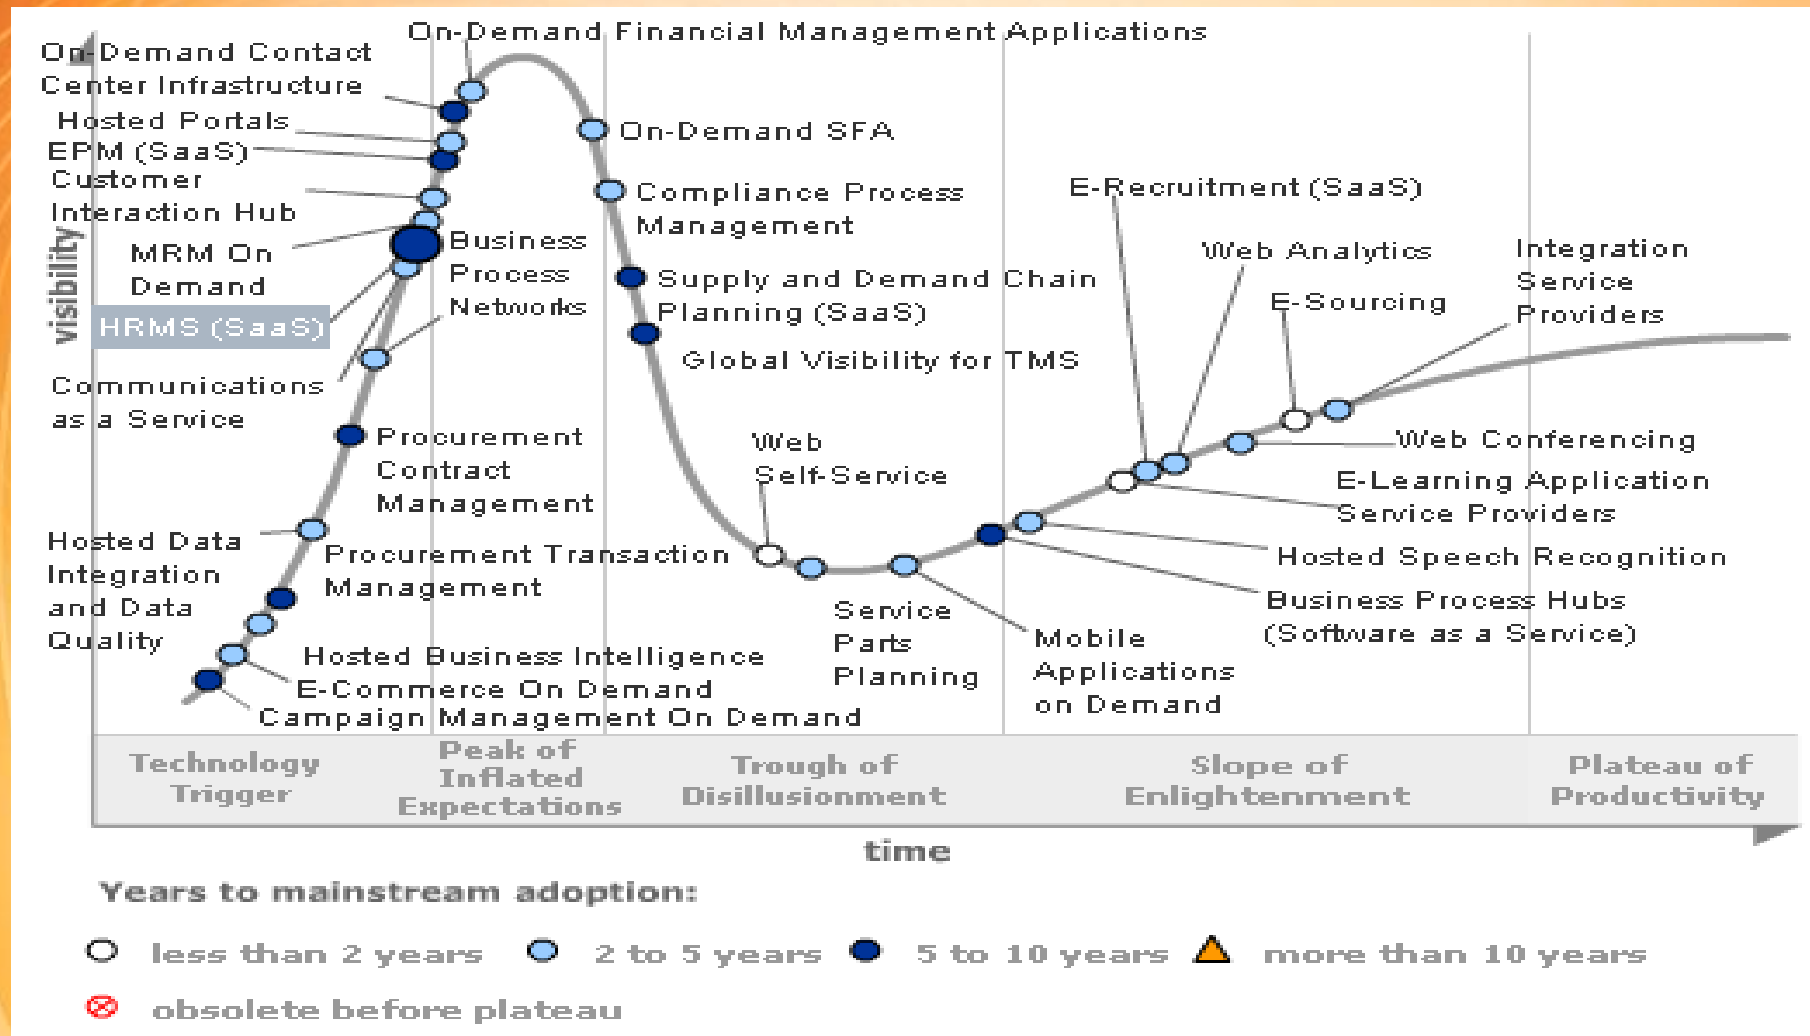 On-Demand Financial Management Applications
On-Demand Contact
Center Infrastructure
Hosted Portals
EPM (SaaS)
Customer
Interaction Hub
MRM On
Demand
HRMS (SaaS)
Communications
as a Service
Business
Process
Networks
Procurement
Contract
Management
Hosted Data
Integration
and Data
Quality
Procurement Transaction
Management
Hosted Business Intelligence
E-Commerce On Demand
Campaign Management On Demand
On-Demand SFA
Compliance Process
Management
Supply and Demand Chain
Planning (SaaS)
Global Visibility for TMS
Web
Self-Service
Service
Parts
Planning
Mobile
Applications
on Demand
E-Recruitment (SaaS)
Web Analytics
E-Sourcing
Integration
Service
Providers
Web Conferencing
E-Learning Application
Service Providers
Hosted Speech Recognition
Business Process Hubs
(Software as a Service)
visibility
Technology
Trigger
Peak of
Inflated
Expectations
Trough of
Disillusionment
Slope of
Enlightenment
Plateau of
Productivity
time
Years to mainstream adoption:
less than 2 years
2 to 5 years
5 to 10 years
more than 10 years
obsolete before plateau